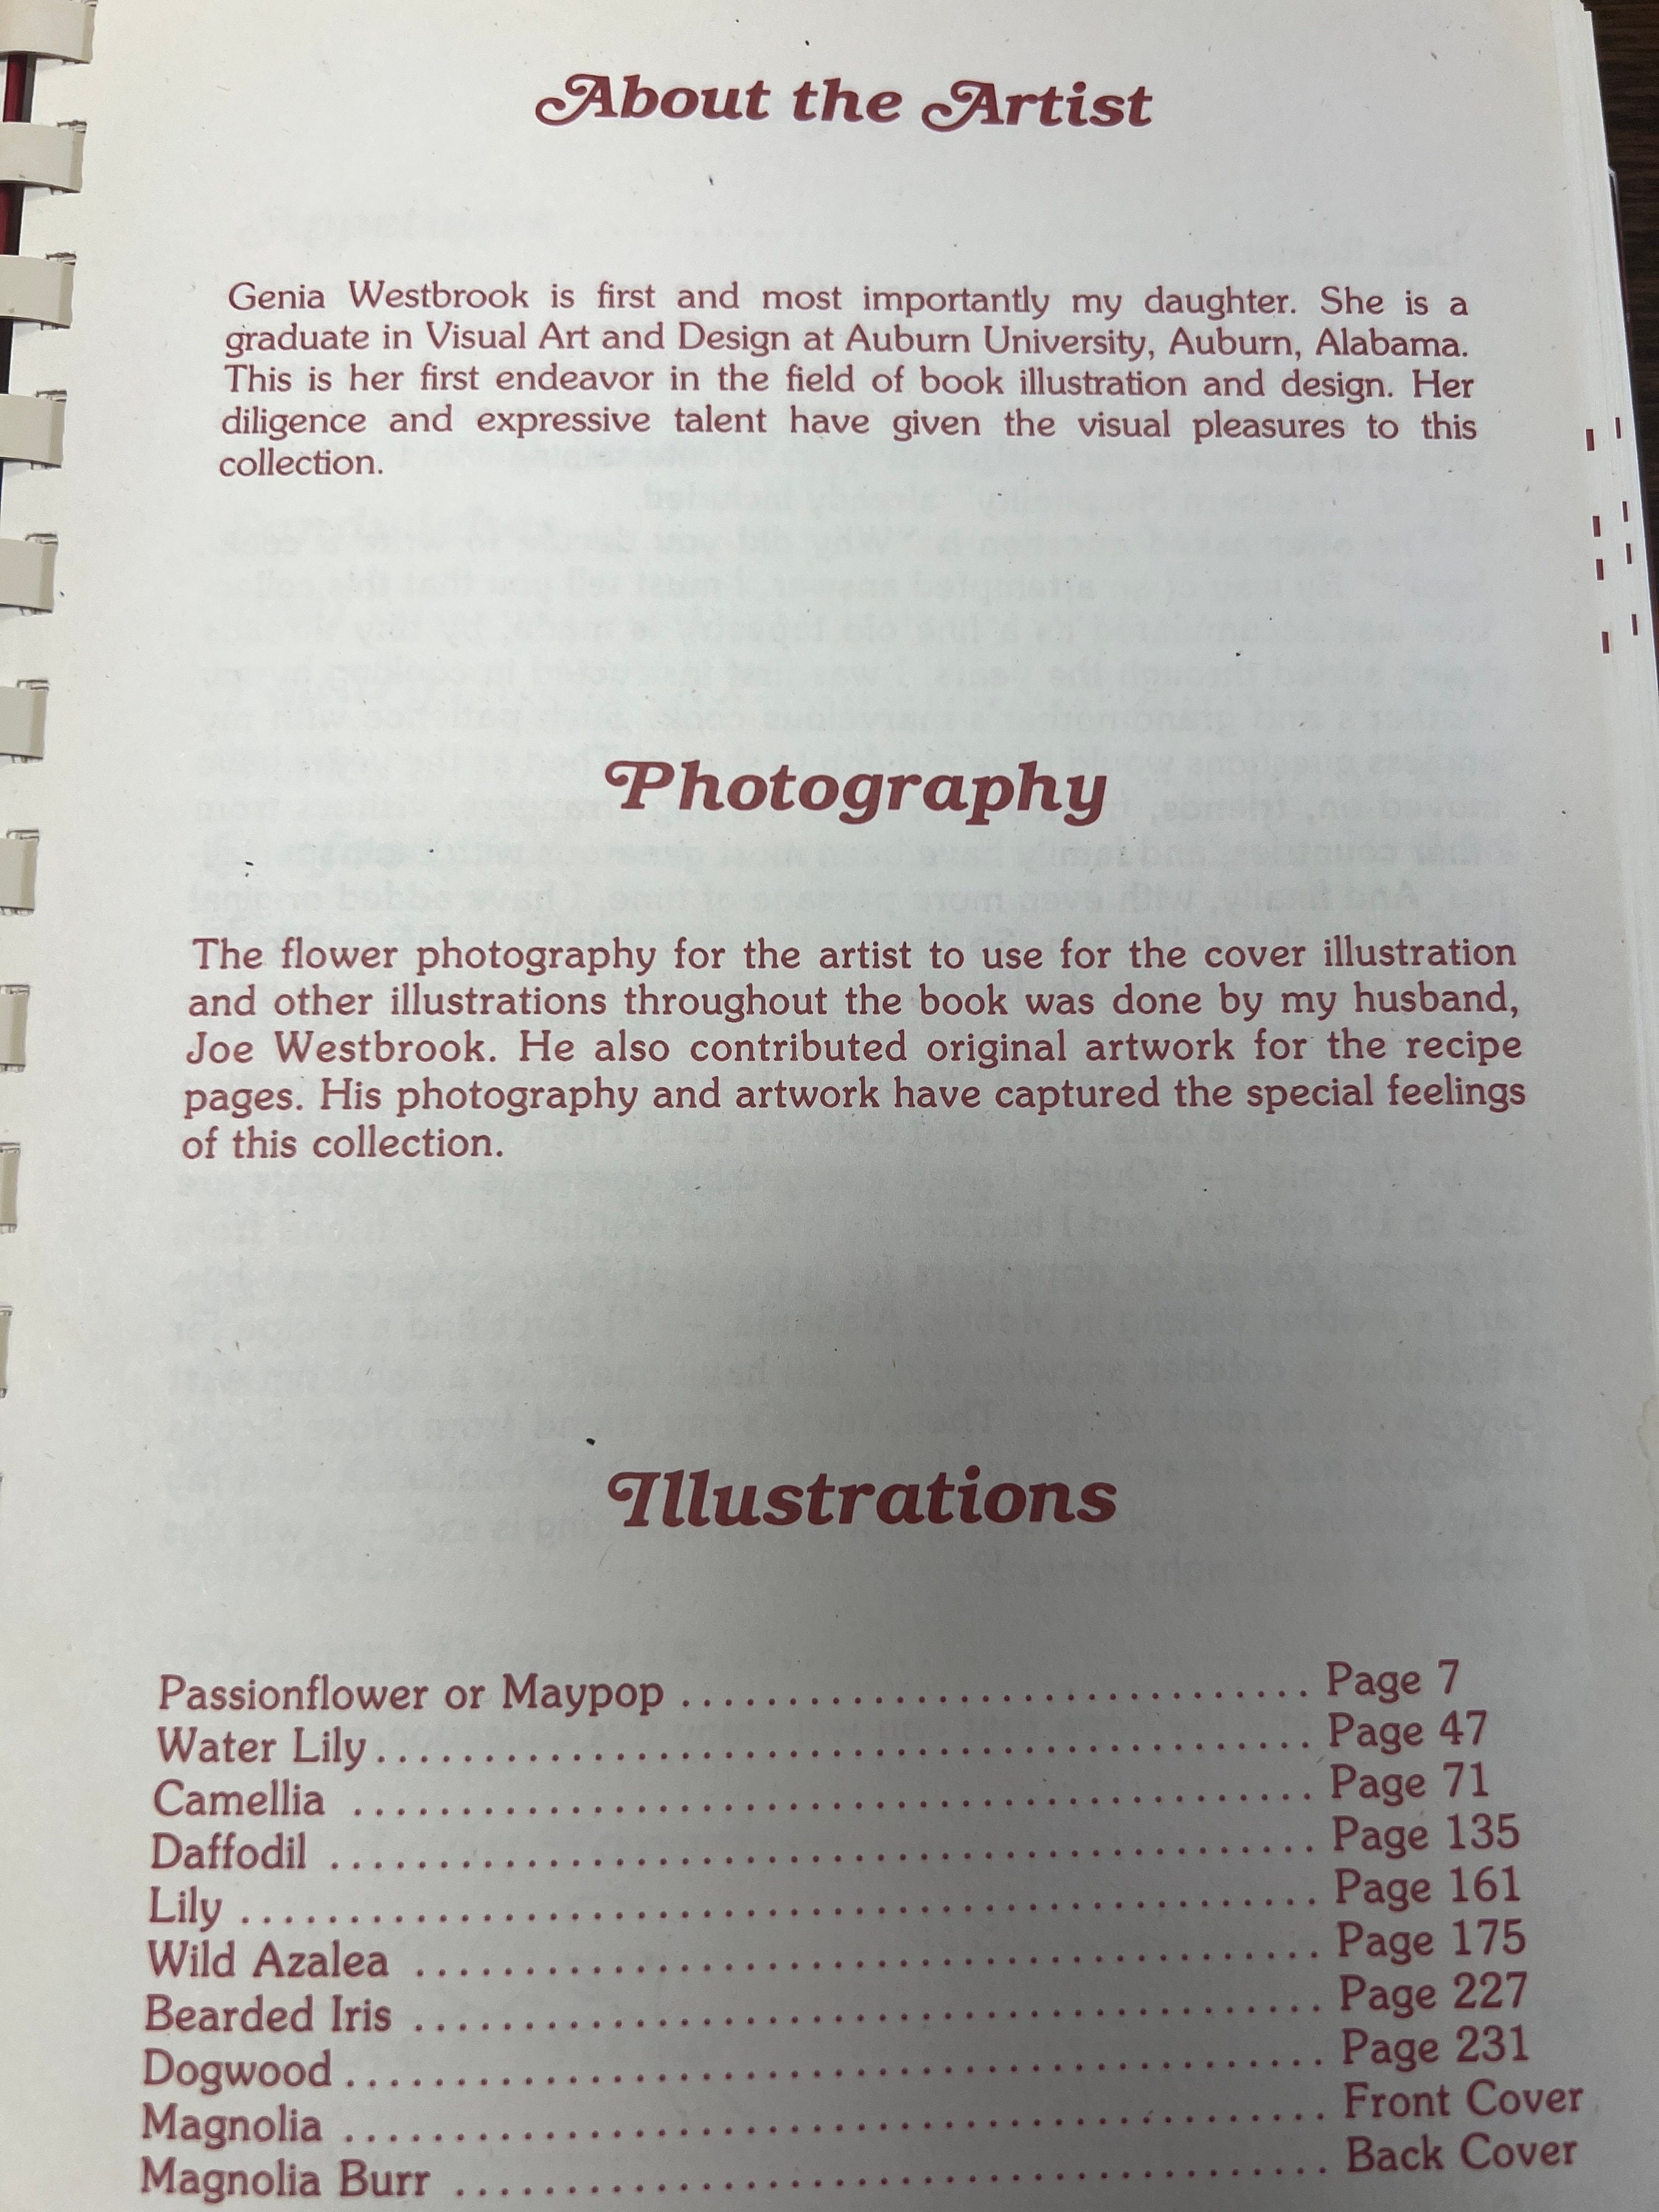 About the Artist
Genia Westbrook is first and most importantly my daughter. She is a
graduate in Visual Art and Design at Auburn University, Auburn, Alabama.
This is her first endeavor in the field of book illustration and design. Her
diligence and expressive talent have given the visual pleasures to this
collection.
Photography
The flower photography for the artist to use for the cover illustration
and other illustrations throughout the book was done by my husband,
Joe Westbrook. He also contributed original artwork for the recipe
pages. His photography and artwork have captured the special feelings
of this collection.
Illustrations
Passionflower or Maypop .............................. Page 7
Water Lily .............................................. Page 47
Camellia ............................................... Page 71
Daffodil ................................................ Page 135
Lily ..................................................... Page 161
Wild Azalea ............................................ Page 175
Bearded Iris ............................................ Page 227
Dogwood ............................................... Page 231
Magnolia ............................................... Front Cover
Magnolia Burr .......................................... Back Cover